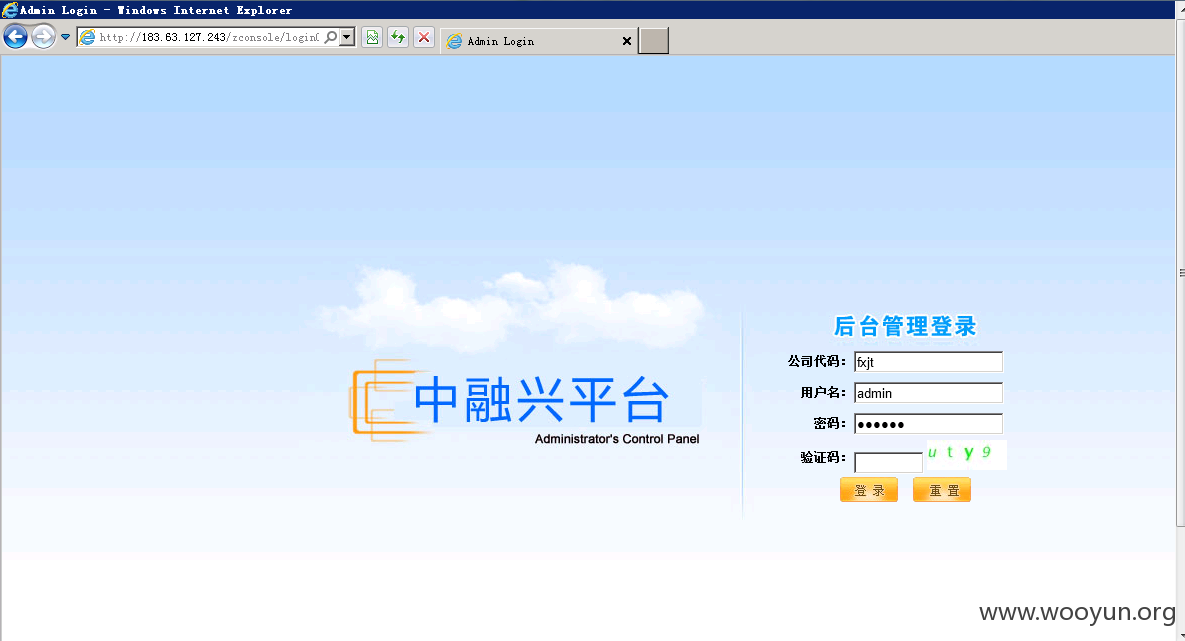 Admin Login - Windows Internet Explorer
http://183.63.127.243/zconsole/login
Admin Login
后台管理登录
公司代码： fxjt
用户名： admin
密码： ●●●●●●
验证码： u t y 9
登 录 重 置
中融兴平台
Administrator's Control Panel
www.wooyun.org